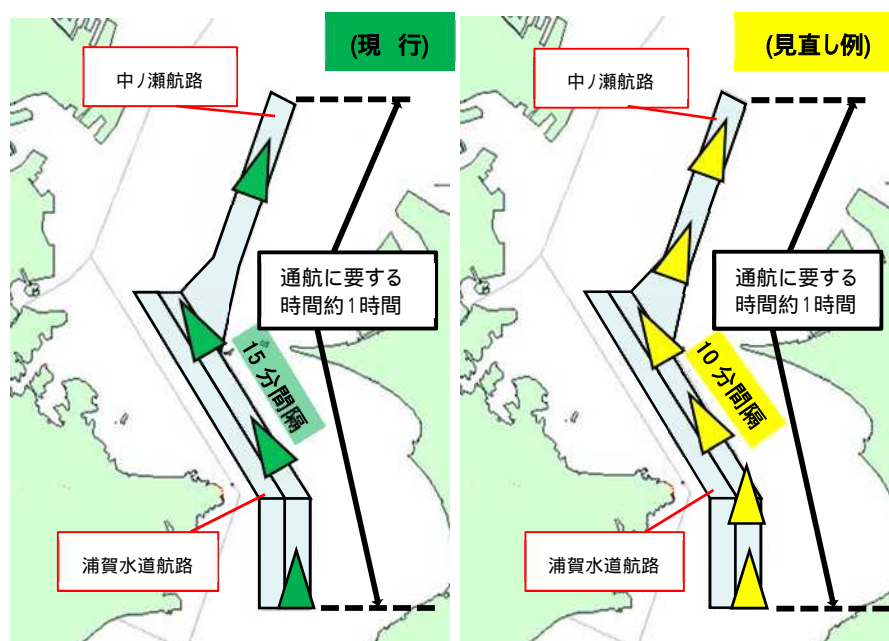 (現 行)
中ノ瀬航路
通航に要する
時間約1時間
15分間隔
浦賀水道航路
(見直し例)
中ノ瀬航路
通航に要する
時間約1時間
10分間隔
浦賀水道航路